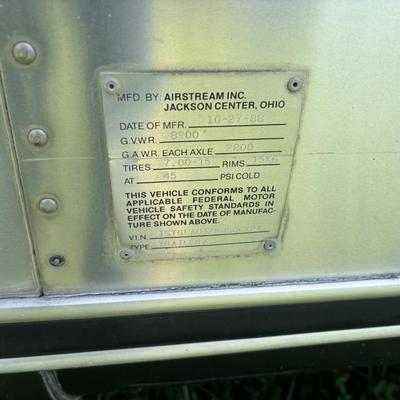 MFD. BY: AIRSTREAM INC.
JACKSON CENTER, OHIO
DATE OF MFR. 10-27-88
G.V.W.R. 
G A W.R. EACH AXLE 2800
TIRES 7.00-15 RIMS 15X6
AT 45 PSI COLD
THIS VEHICLE CONFORMS TO ALL
APPLICABLE FEDERAL MOTOR
VEHICLE SAFETY STANDARDS IN
EFFECT ON THE DATE OF MANUFAC-
TURE SHOWN ABOVE.
V.I.N.
TYPE TRAILER